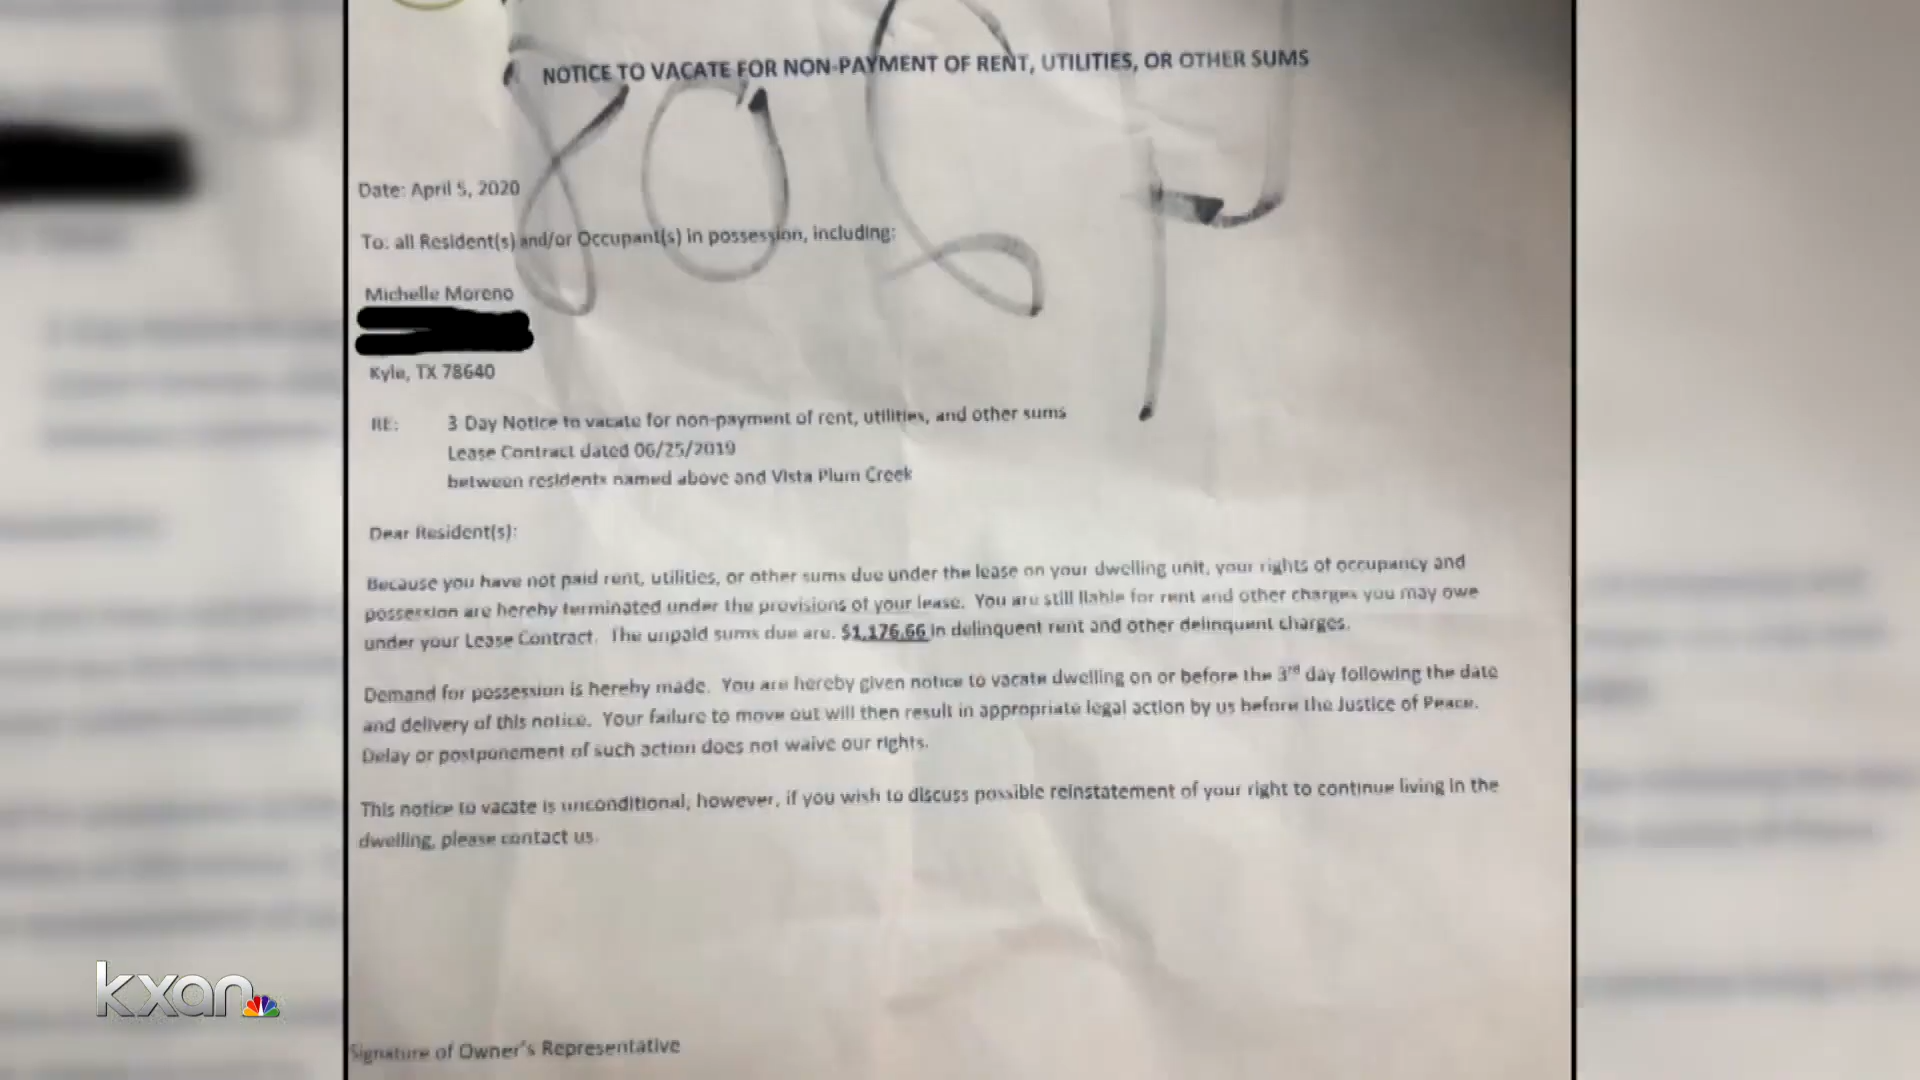 NOTICE TO VACATE FOR NON-PAYMENT OF RENT, UTILITIES, OR OTHER SUMS
Date: April 5, 2020
To: all Resident(s) and/or Occupant(s) in possession, including:
Michelle Moreno
Kyle, TX 78640
RE: 3 Day Notice to vacate for non-payment of rent, utilities, and other sums
Lease Contract dated 06/25/2019
between residents named above and Vista Plum Creek
Dear Resident(s):
Because you have not paid rent, utilities, or other sums due under the lease on your dwelling unit, your rights of occupancy and
possession are hereby terminated under the provisions of your lease. You are still liable for rent and other charges you may owe
under your Lease Contract. The unpaid sums due are. $1,176.66 in delinquent rent and other delinquent charges.
Demand for possession is hereby made. You are hereby given notice to vacate dwelling on or before the 3rd day following the date
and delivery of this notice. Your failure to move out will then result in appropriate legal action by us before the Justice of Peace.
Delay or postponement of such action does not waive our rights.
This notice to vacate is unconditional; however, if you wish to discuss possible reinstatement of your right to continue living in the
dwelling, please contact us.
Signature of Owner's Representative
kxan